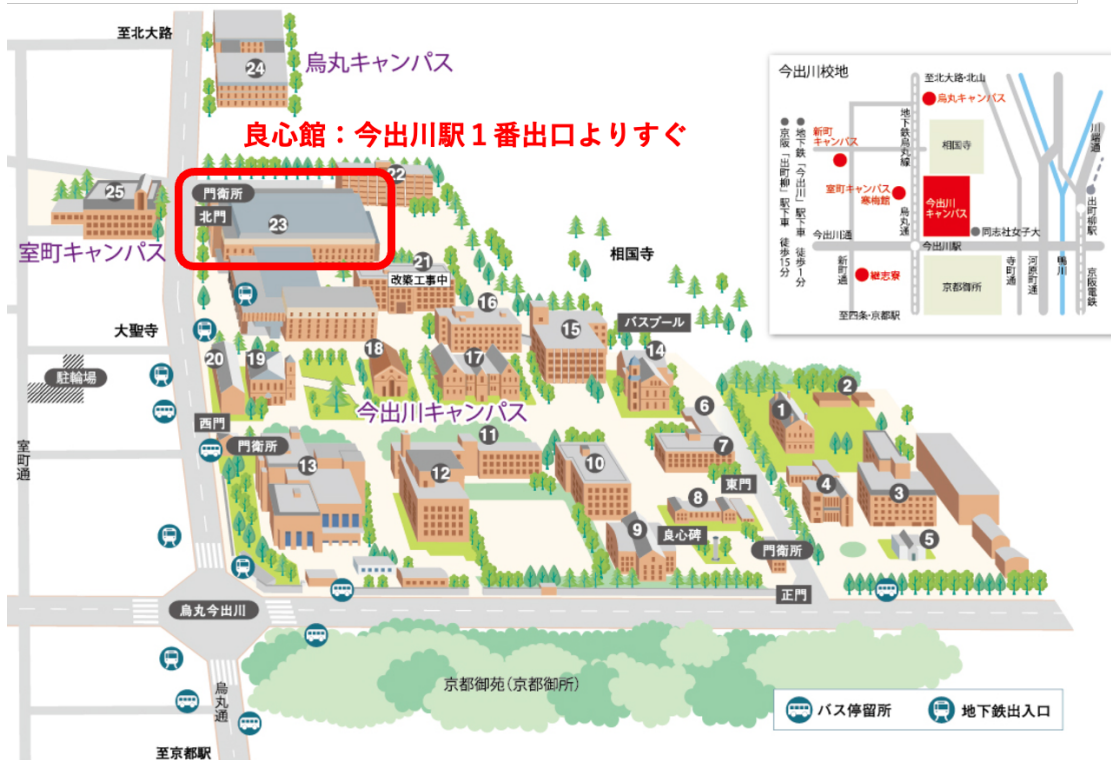 至北大路
24
烏丸キャンパス
良心館：今出川駅１番出口よりすぐ
25
室町キャンパス
門衛所
北門
23
22
21
改築工事中
相国寺
16
15
バスプール
大聖寺
20
19
18
17
14
駐輪場
今出川キャンパス
2
1
6
西門
門衛所
11
7
13
12
10
東門
4
3
室町通
8
9
良心碑
5
門衛所
正門
烏丸今出川
京都御苑(京都御所)
烏丸通
至京都駅
バス停留所
地下鉄出入口
今出川校地
至北大路・北山
烏丸キャンパス
地下鉄烏丸線
新町
キャンパス
相国寺
川端通
室町キャンパス
寒梅館
烏丸通
今出川
キャンパス
出町柳駅
同志社女子大
今出川通
今出川駅
新町通
継志寮
京都御所
寺町通
河原町通
鴨川
京阪電鉄
至四条・京都駅
●地下鉄「今出川」駅下車 徒歩1分
●京阪「出町柳」駅下車 徒歩15分